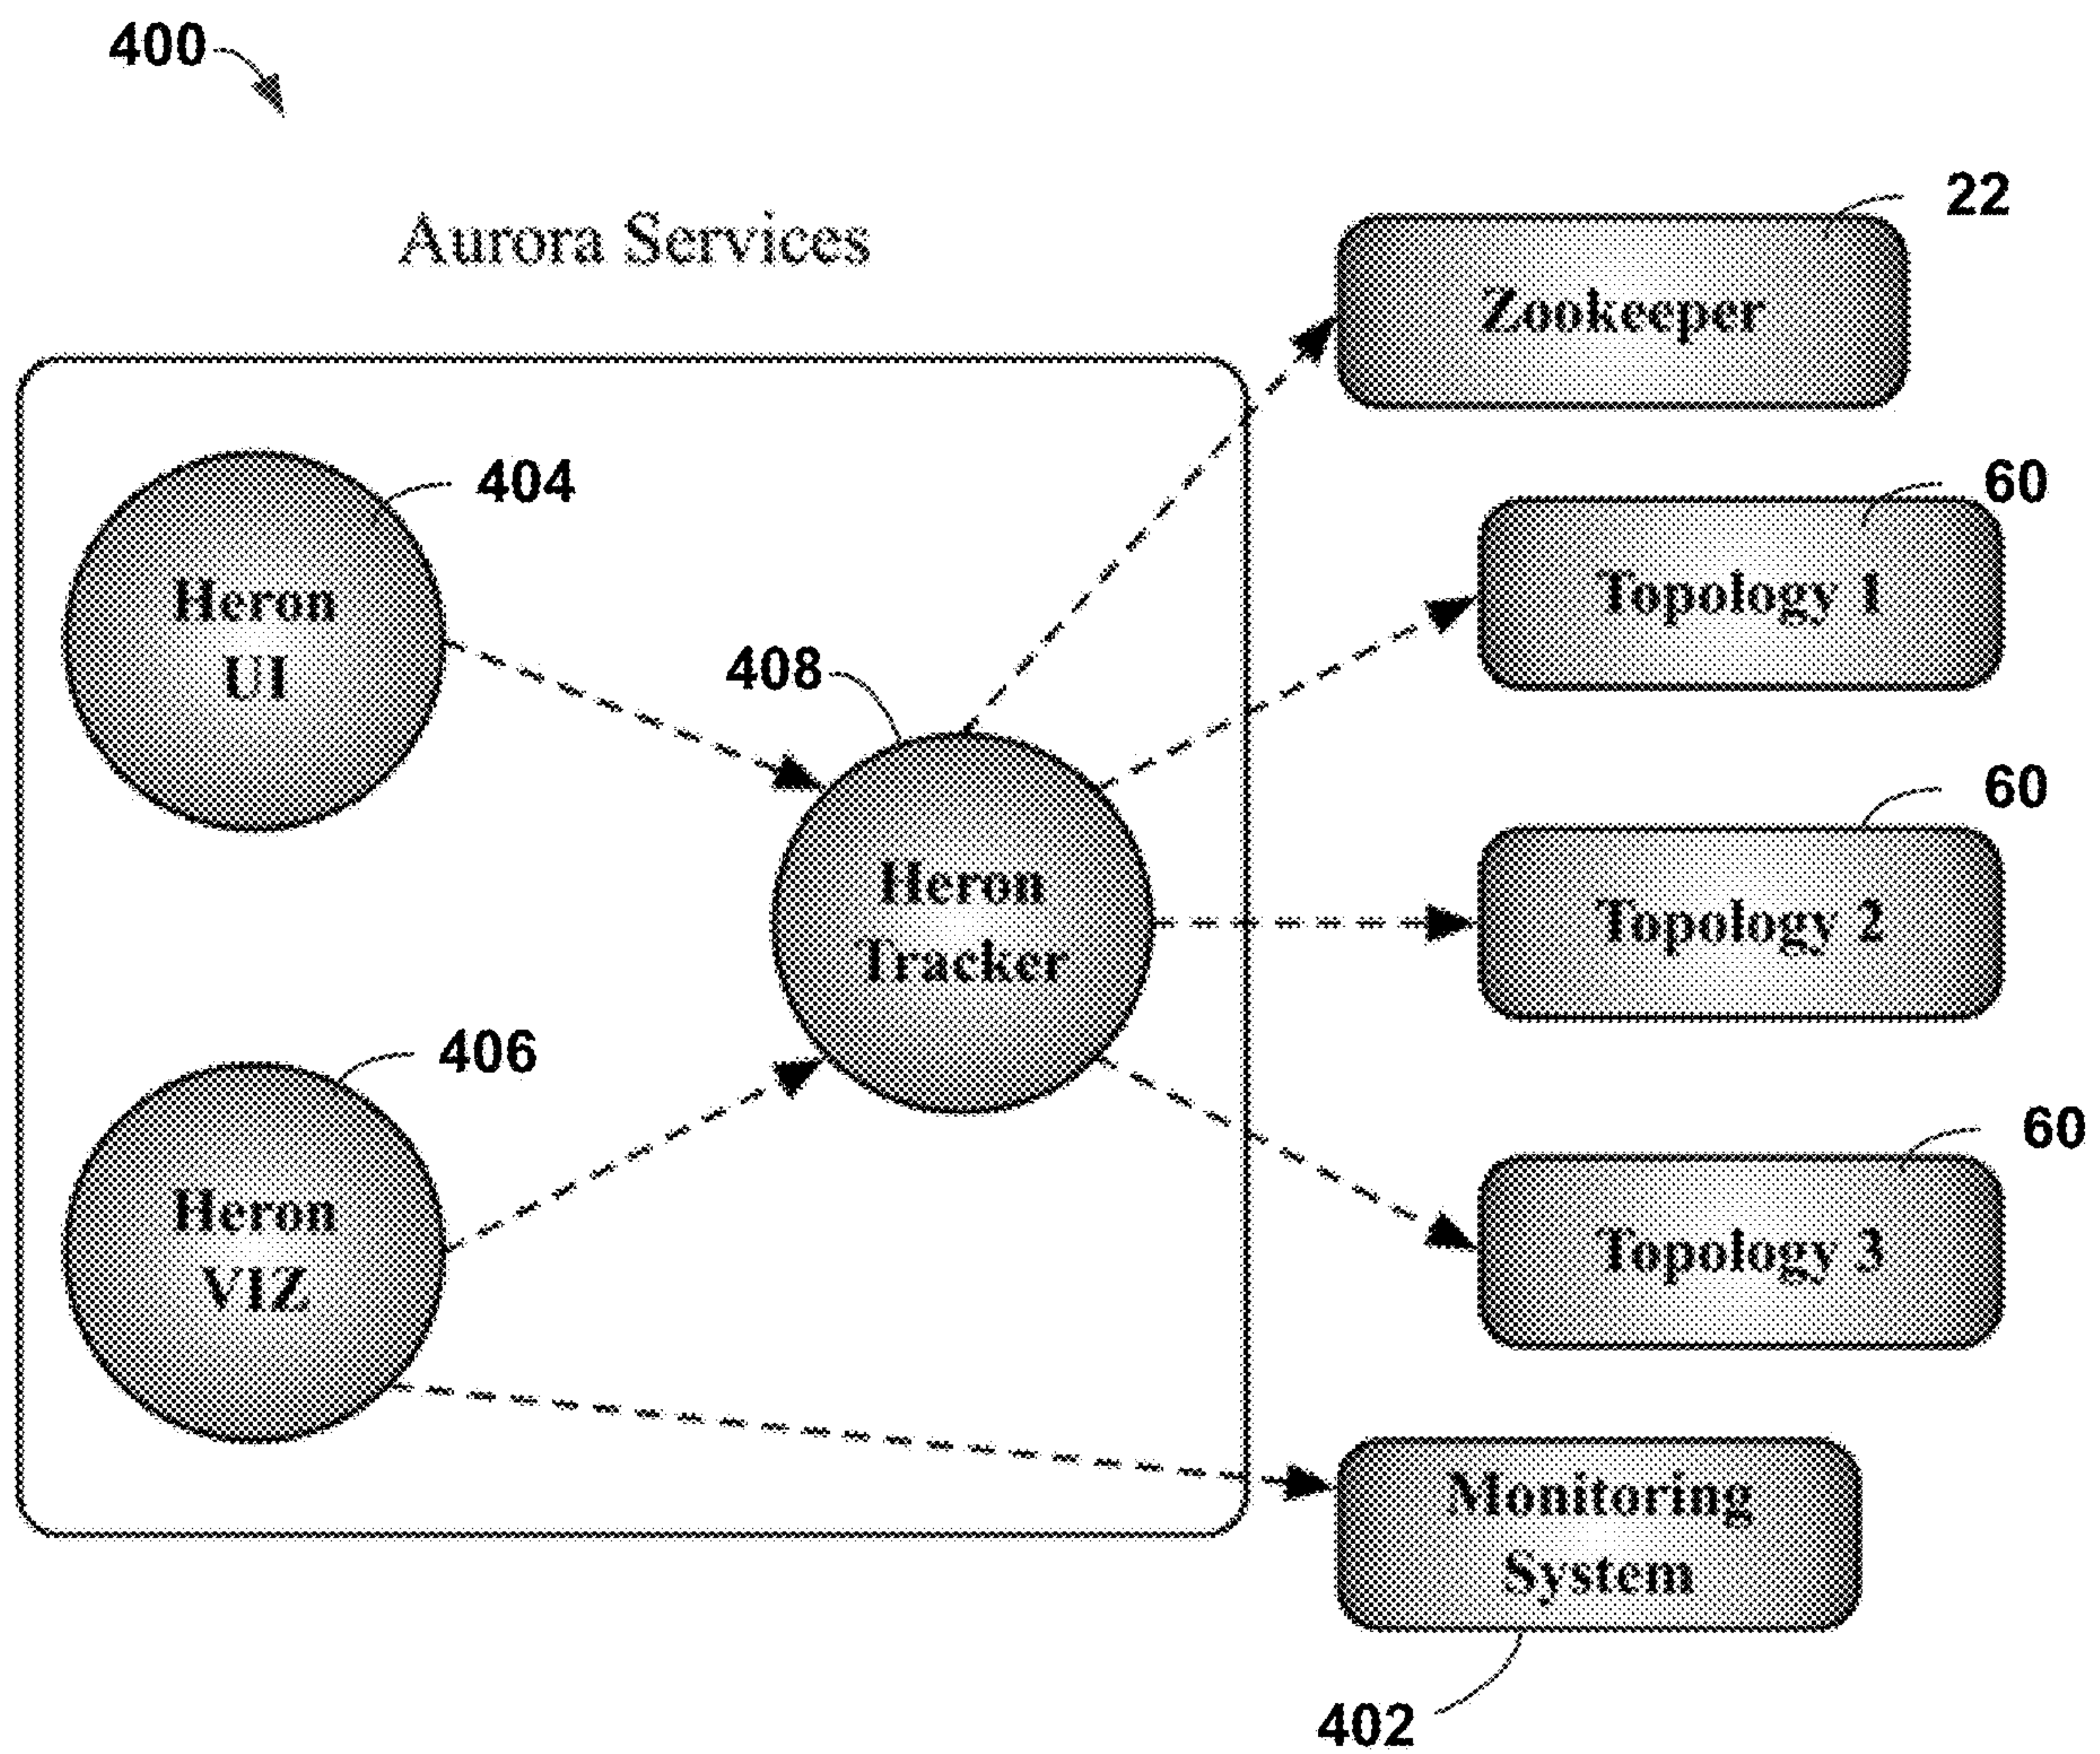 400
Aurora Services
22
Zookeeper
404
60
Heron
UI
Topology 1
408
60
Heron
Tracker
Topology 2
406
60
Heron
VIZ
Topology 3
Monitoring
System
402